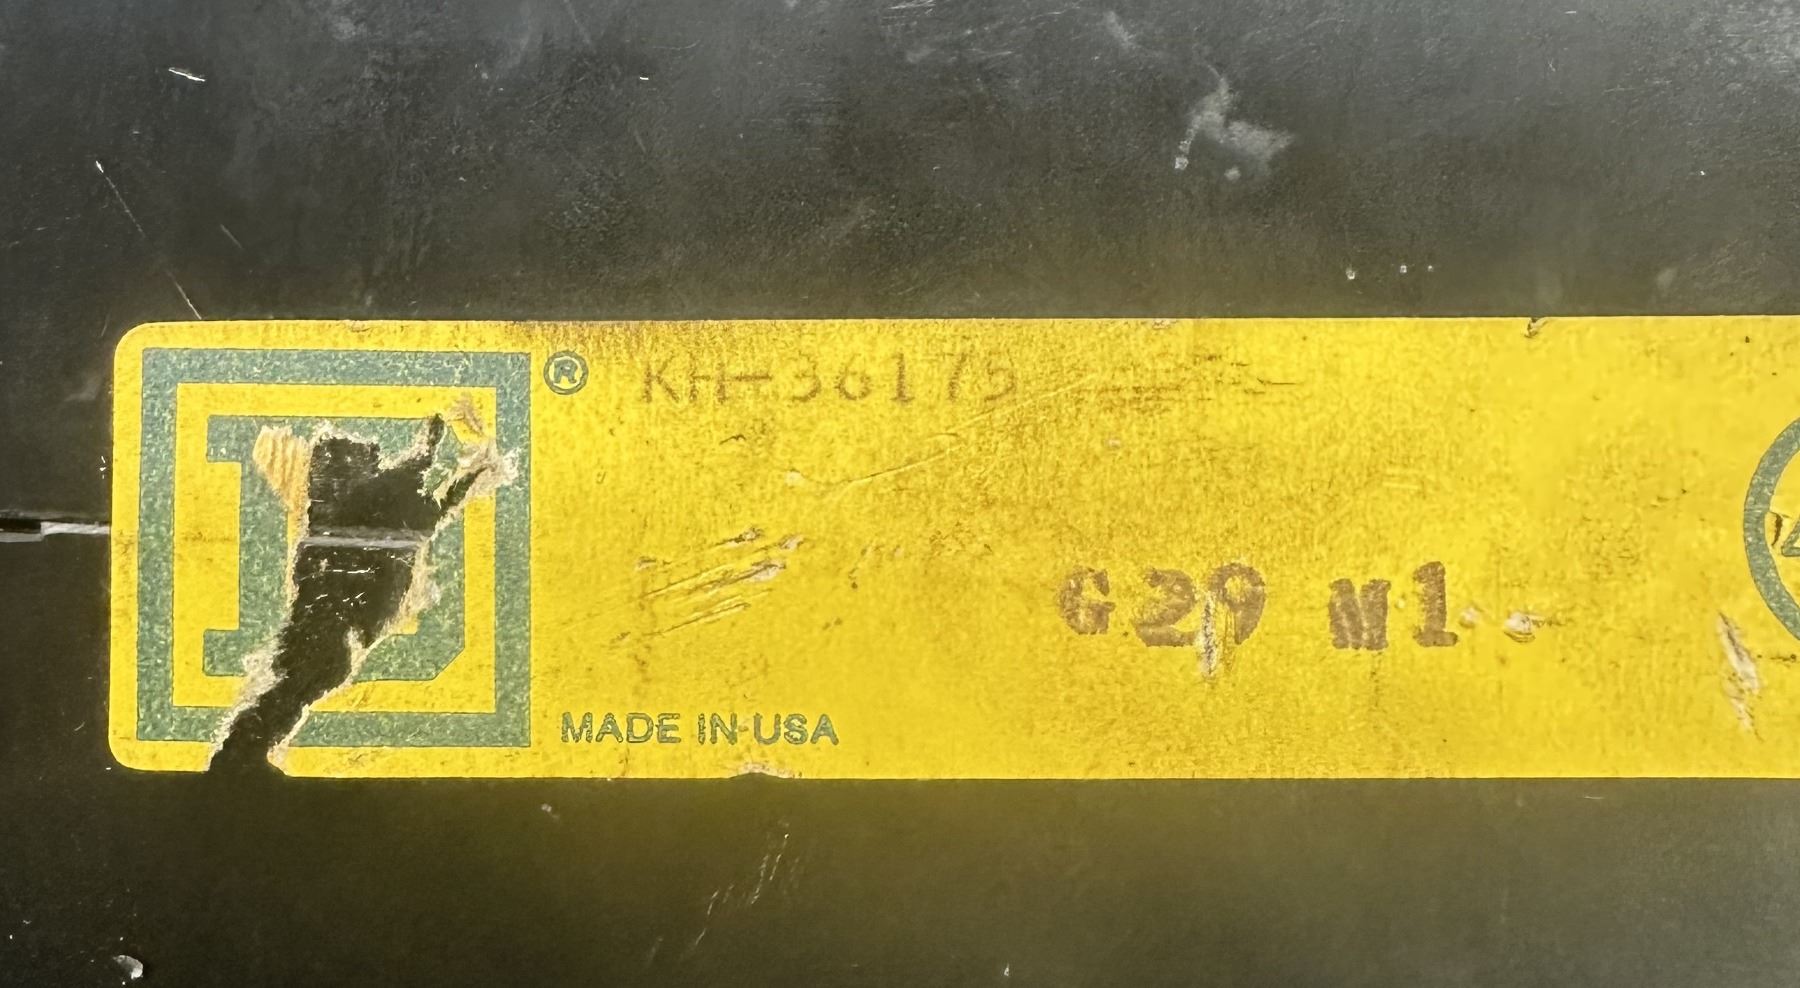 D
® KH-36175
G29 M1
MADE IN USA